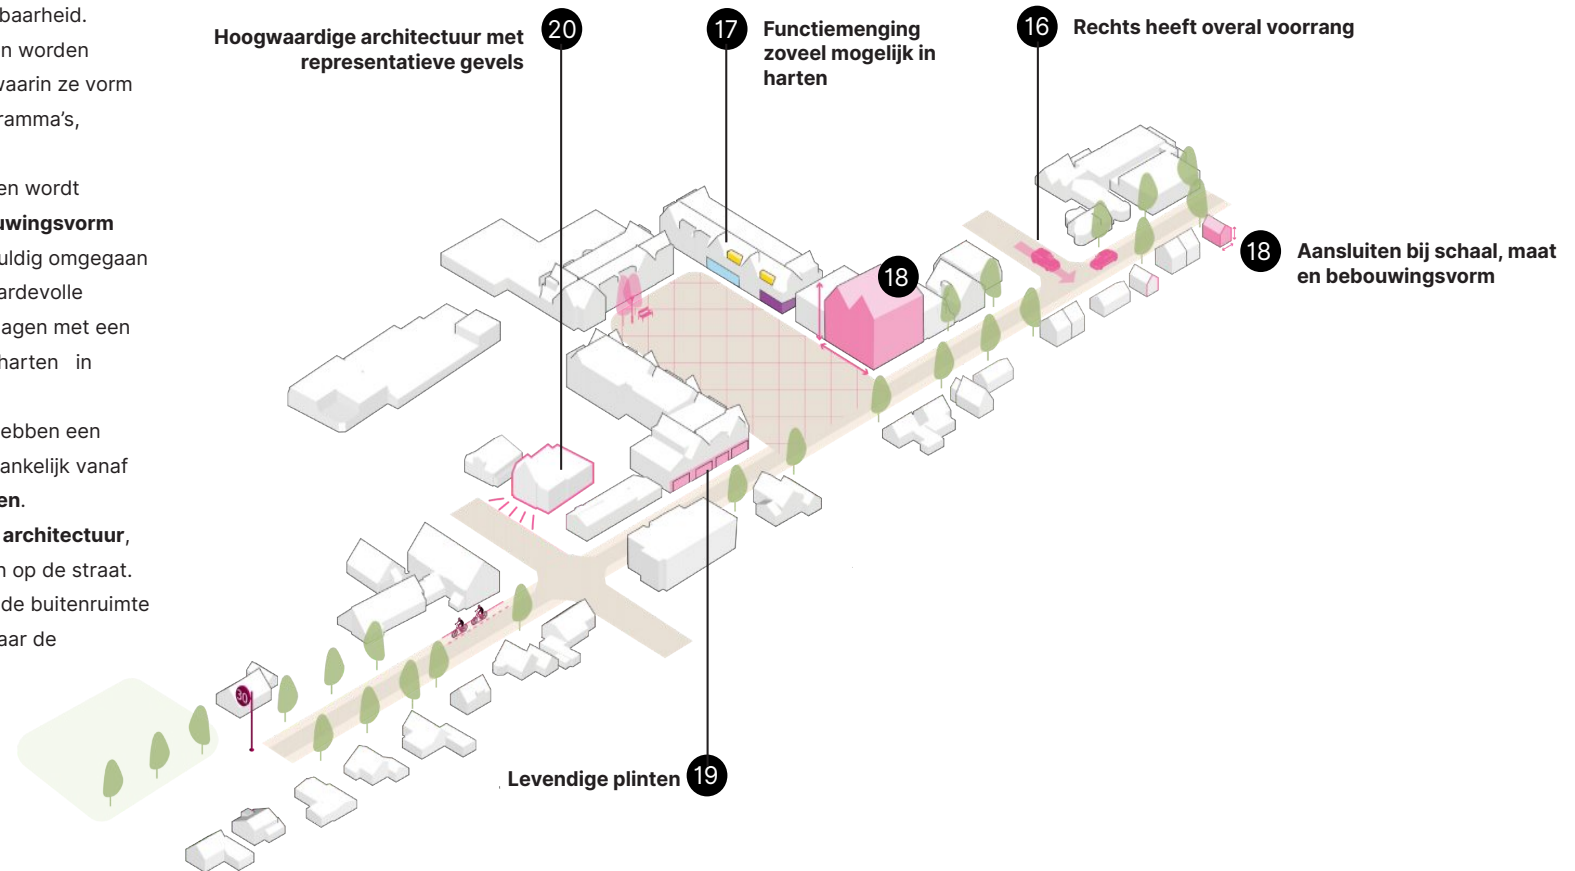 baarheid.
n worden
vaarin ze vorm
ramma's,
en wordt
uwingsvorm
uldig omgegaan
ardevolle
agen met een
harten in
ebben een
ankelijk vanaf
en.
architectuur,
n op de straat.
de buitenruimte
aar de
Hoogwaardige architectuur met
representatieve gevels
20
17
Functiemenging
zoveel mogelijk in
harten
16
Rechts heeft overal voorrang
18
18
Aansluiten bij schaal, maat
en bebouwingsvorm
30
Levendige plinten
19